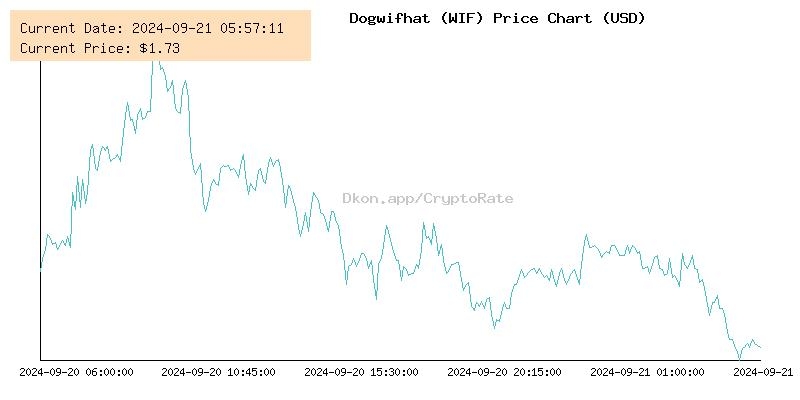 Dogwifhat (WIF) Price Chart (USD)
Current Date: 2024-09-21 05:57:11
Current Price: $1.73
Dkon.app/CryptoRate
2024-09-20 06:00:00
2024-09-20 10:45:00
2024-09-20 15:30:00
2024-09-20 20:15:00
2024-09-21 01:00:00
2024-09-21